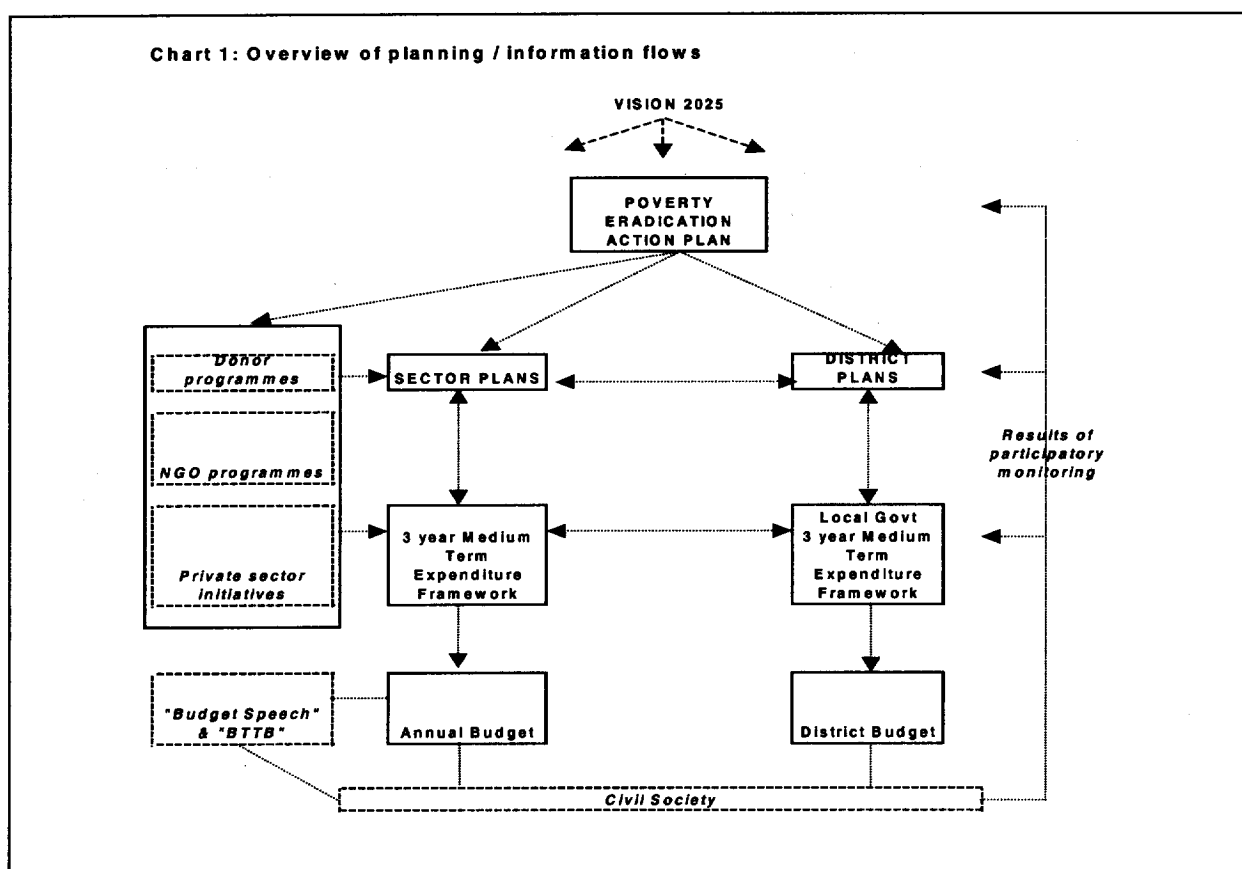 Chart 1: Overview of planning / information flows
VISION 2025
POVERTY
ERADICATION
ACTION PLAN
Donor
programmes
SECTOR PLANS
DISTRICT
PLANS
NGO programmes
Results of
participatory
monitoring
3 year Medium
Term
Expenditure
Framework
Local Govt
3 year Medium
Term
Expenditure
Framework
Private sector
initiatives
"Budget Speech"
& "BTTB"
Annual Budget
District Budget
Civil Society